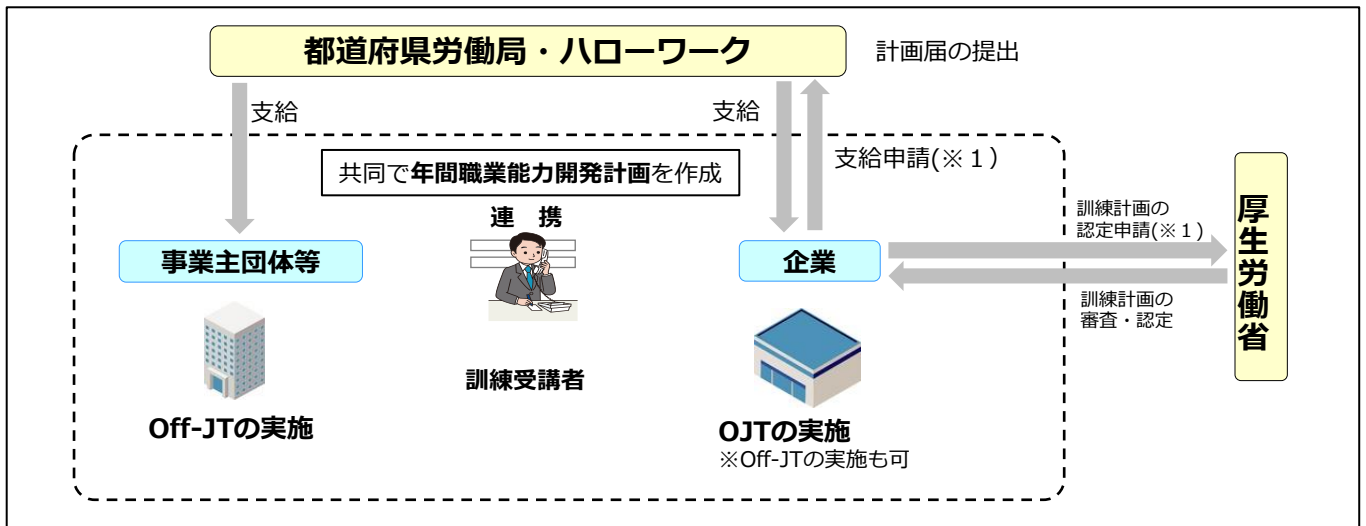 都道府県労働局・ハローワーク
計画届の提出
支給
支給
支給申請(※１)
共同で年間職業能力開発計画を作成
連 携
事業主団体等
企業
訓練計画の
認定申請(※１)
訓練計画の
審査・認定
厚生労働省
訓練受講者
Off-JTの実施
OJTの実施
※Off-JTの実施も可